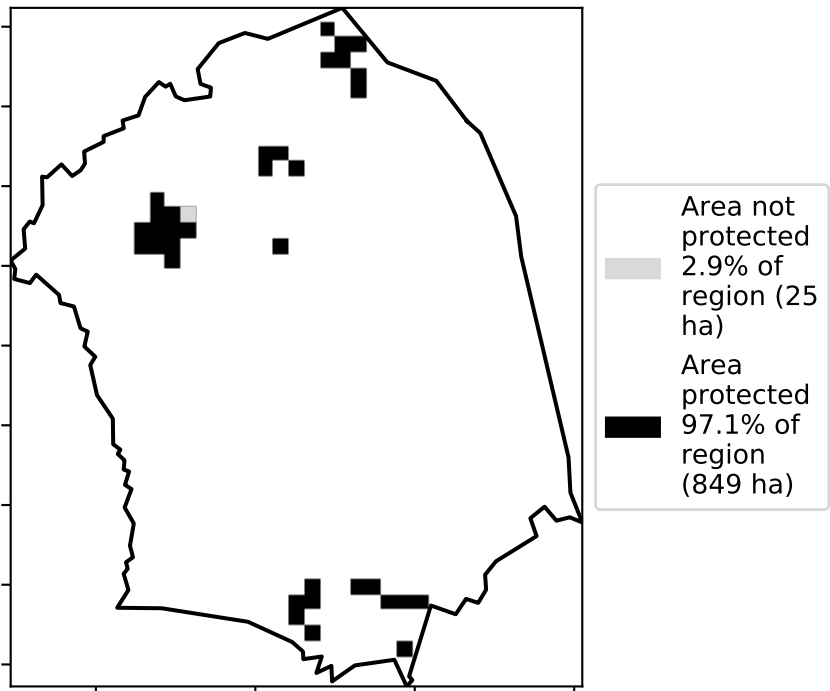 Area not
protected
2.9% of
region (25
ha)
Area
protected
97.1% of
region
(849 ha)